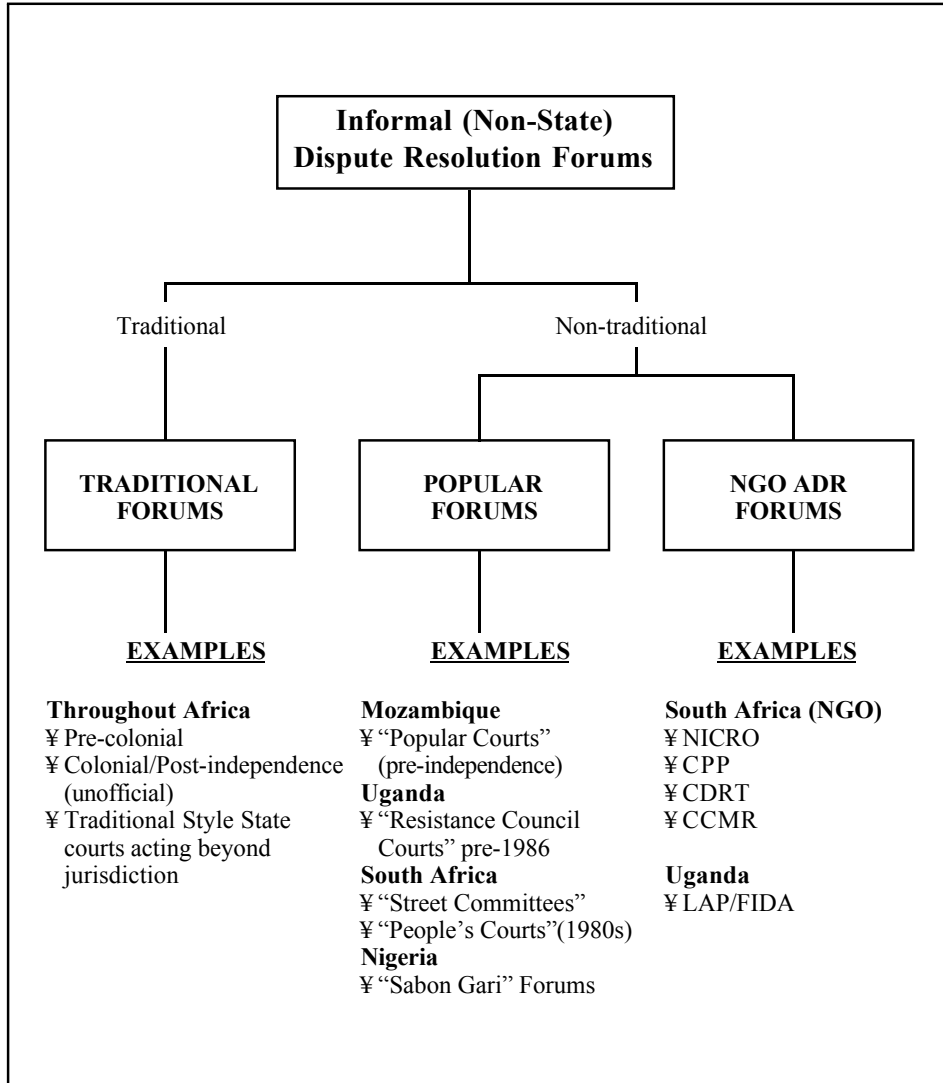 Informal (Non-State)
Dispute Resolution Forums
Traditional
Non-traditional
TRADITIONAL
FORUMS
POPULAR
FORUMS
NGO ADR
FORUMS
EXAMPLES
Throughout Africa
¥ Pre-colonial
¥ Colonial/Post-independence
(unofficial)
¥ Traditional Style State
courts acting beyond
jurisdiction
EXAMPLES
Mozambique
¥ “Popular Courts”
(pre-independence)
Uganda
¥ “Resistance Council
Courts” pre-1986
South Africa
¥ “Street Committees”
¥ “People’s Courts”(1980s)
Nigeria
¥ “Sabon Gari” Forums
EXAMPLES
South Africa (NGO)
¥ NICRO
¥ CPP
¥ CDRT
¥ CCMR
Uganda
¥ LAP/FIDA